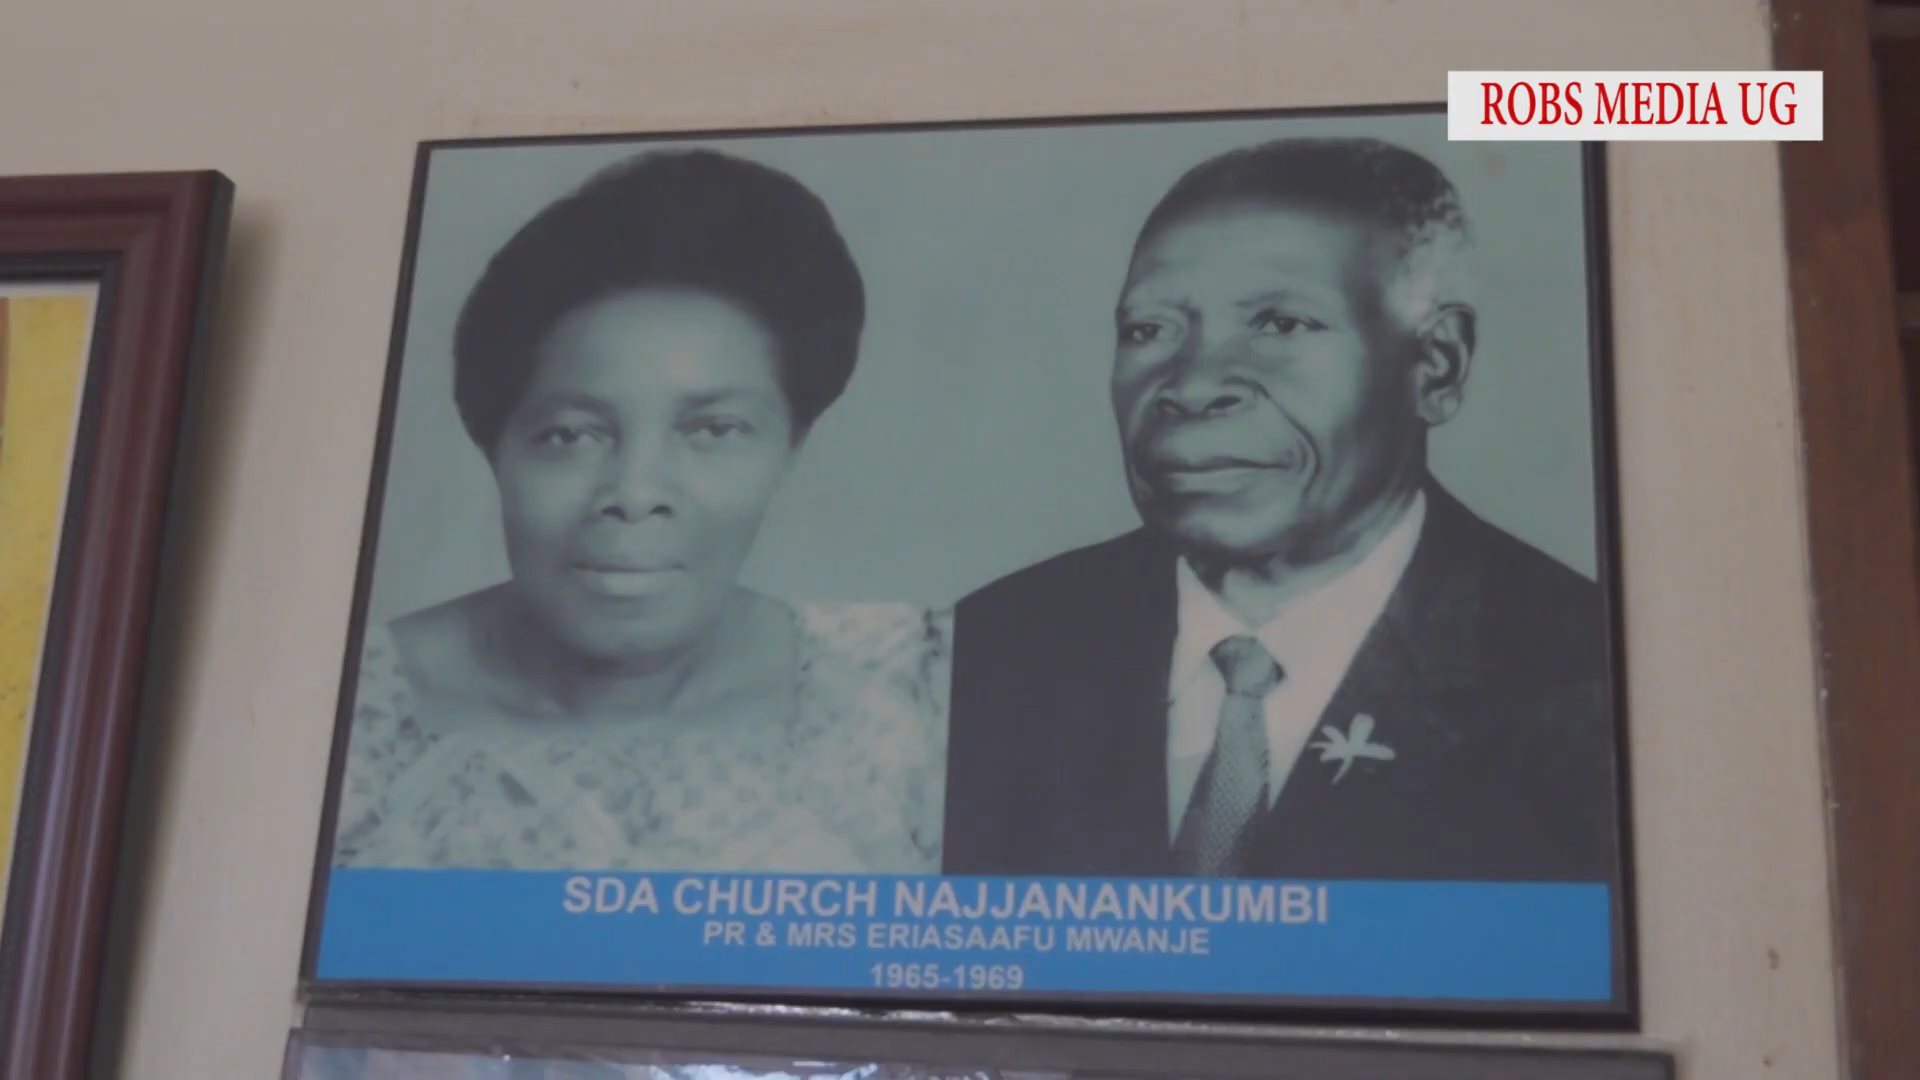 ROBS MEDIA UG
SDA CHURCH NAJJANANKUMBI
PR & MRS ERIASAAFU MWANJE
1965-1969